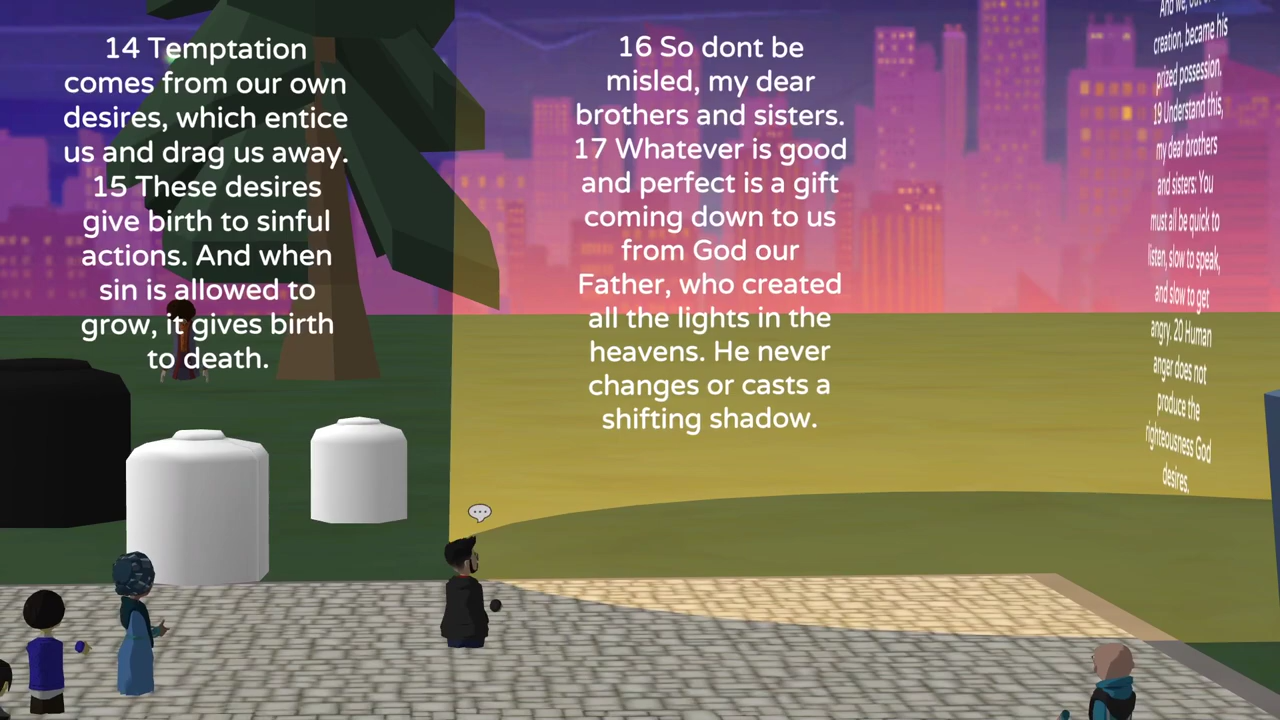 14 Temptation
comes from our own
desires, which entice
us and drag us away.
15 These desires
give birth to sinful
actions. And when
sin is allowed to
grow, it gives birth
to death.
16 So dont be
misled, my dear
brothers and sisters.
17 Whatever is good
and perfect is a gift
coming down to us
from God our
Father, who created
all the lights in the
heavens. He never
changes or casts a
shifting shadow.
And we, out of
creation, became his
prized possession.
19 Understand this,
my dear brothers
and sisters: You
must all be quick to
listen, slow to speak,
and slow to get
angry. 20 Human
anger does not
produce the
righteousness God
desires.